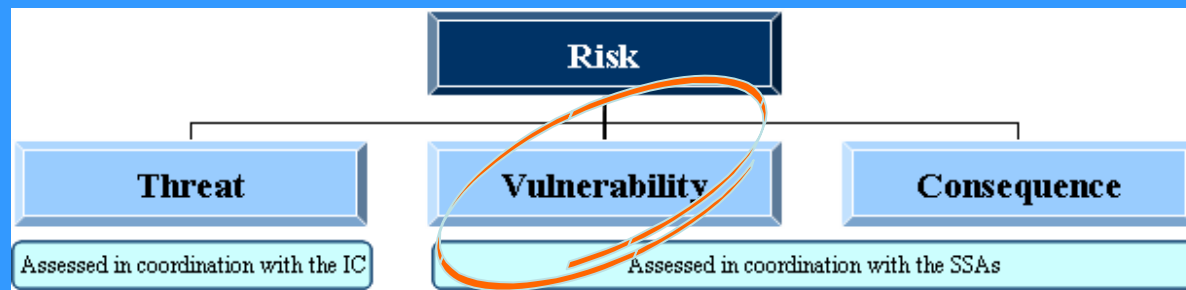 Risk
Threat
Vulnerability
Consequence
Assessed in coordination with the IC
Assessed in coordination with the SSAs